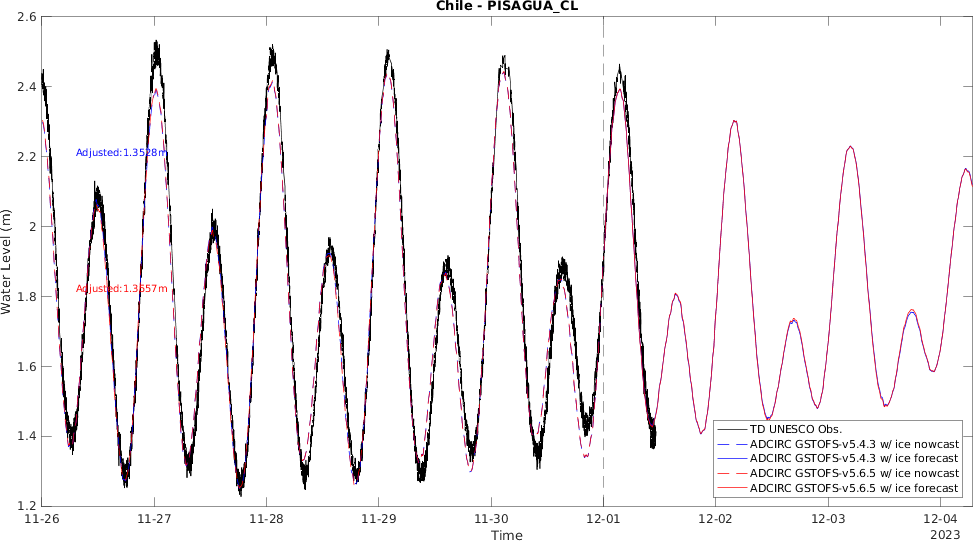 Chile - PISAGUA_CL
2.6
2.4
2.2
2
1.8
1.6
1.4
1.2
Water Level (m)
Adjusted:1.3528m
Adjusted:1.3657m
TD UNESCO Obs.
ADCIRC GSTOFS-v5.4.3 w/ ice nowcast
ADCIRC GSTOFS-v5.4.3 w/ ice forecast
ADCIRC GSTOFS-v5.6.5 w/ ice nowcast
ADCIRC GSTOFS-v5.6.5 w/ ice forecast
11-26 11-27 11-28 11-29 11-30 12-01 12-02 12-03 12-04
Time 2023